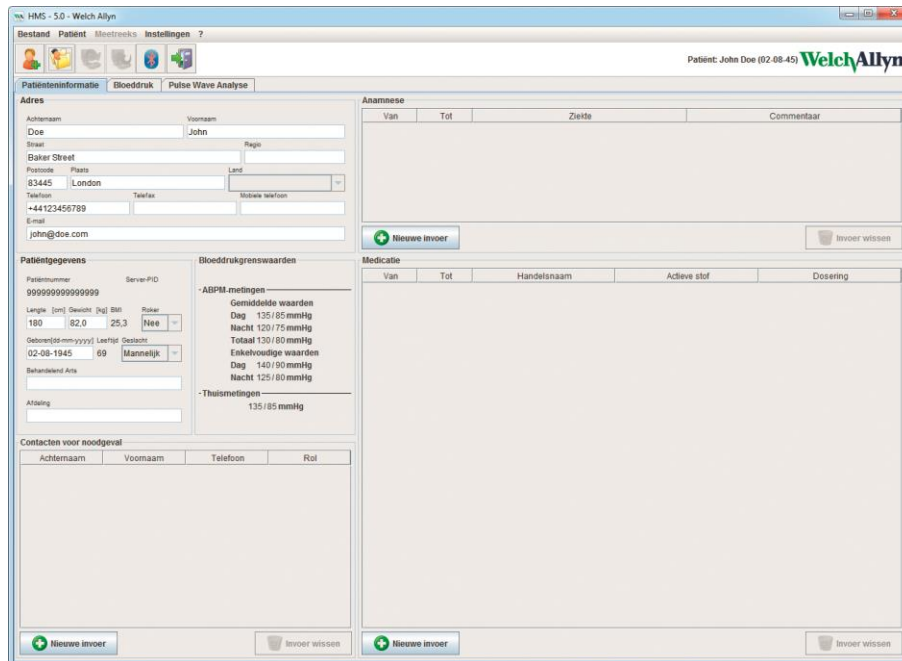 HMS - 5.0 - Welch Allyn
Bestand Patiënt Meetreeks Instellingen ?
Patiënt: John Doe (02-08-45) WelchAllyn
Patiënteninformatie Bloeddruk Pulse Wave Analyse
Adres
Achternaam Voornaam
Doe John
Straat Regio
Baker Street
Postcode Plaats Land
83445 London
Telefoon Telefax Mobiele telefoon
+44123456789
E-mail
john@doe.com
Anamnese
Van Tot Ziekte Commentaar
Nieuwe invoer Invoer wissen
Patiëntgegevens
Patiëntnummer Server-PID
999999999999999
Lengte [cm] Gewicht [kg] BMI Roker
180 82,0 25,3 Nee
Geboren[dd-mm-yyyy] Leeftijd Geslacht
02-08-1945 69 Mannelijk
Behandelend Arts
Afdeling
Bloeddrukgrenswaarden
ABPM-metingen
Gemiddelde waarden
Dag 135/85 mmHg
Nacht 120/75 mmHg
Totaal 130/80 mmHg
Enkelvoudige waarden
Dag 140/90 mmHg
Nacht 125/80 mmHg
Thuismetingen
135/85 mmHg
Medicatie
Van Tot Handelsnaam Actieve stof Dosering
Contacten voor noodgeval
Achternaam Voornaam Telefoon Rol
Nieuwe invoer Invoer wissen
Nieuwe invoer Invoer wissen